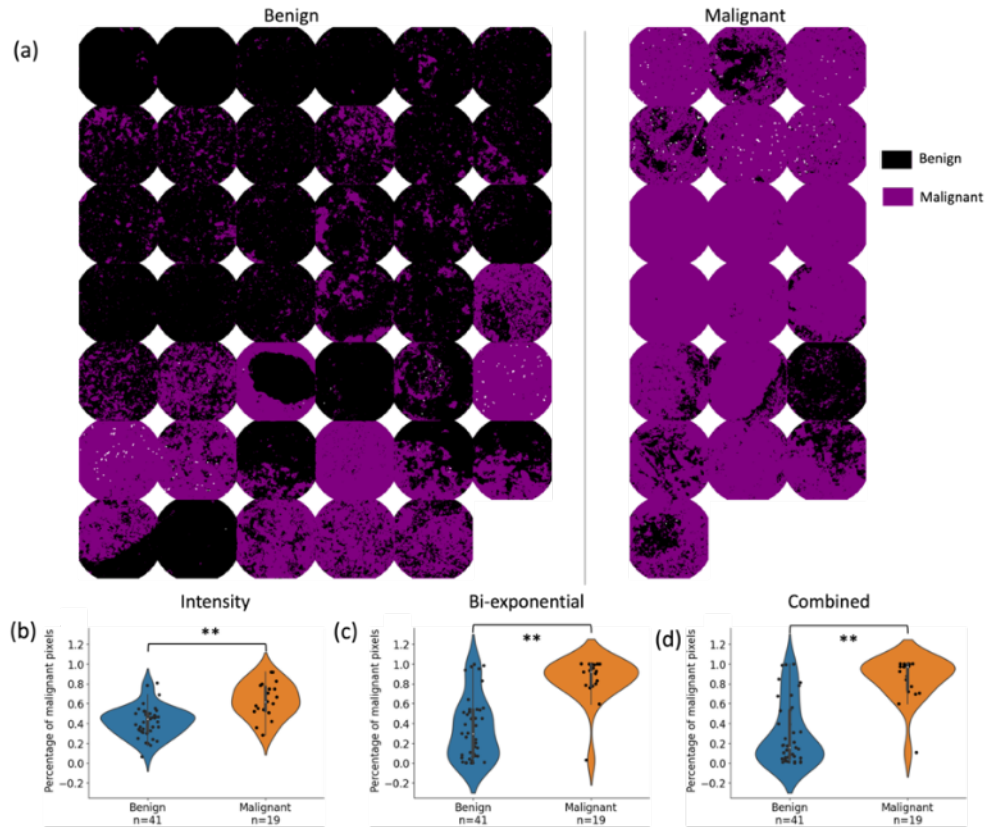 Benign
Malignant
(a)
Benign
Malignant
Intensity
Bi-exponential
Combined
(b)
(c)
(d)
**
**
**
Percentage of malignant pixels
1.2
1.0
0.8
0.6
0.4
0.2
0.0
−0.2
Benign
n=41
Malignant
n=19
Percentage of malignant pixels
1.2
1.0
0.8
0.6
0.4
0.2
0.0
−0.2
Benign
n=41
Malignant
n=19
Percentage of malignant pixels
1.2
1.0
0.8
0.6
0.4
0.2
0.0
−0.2
Benign
n=41
Malignant
n=19